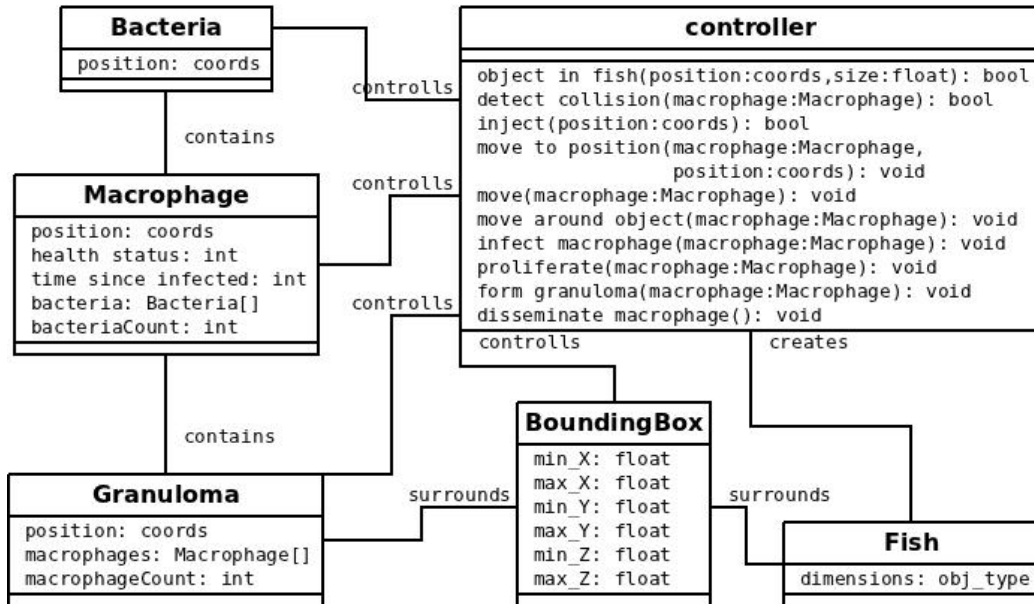 Bacteria
position: coords
controlls
contains
controller
object in fish(position:coords,size:float): bool
detect collision(macrophage:Macrophage): bool
inject(position:coords): bool
move to position(macrophage:Macrophage,
position:coords): void
move(macrophage:Macrophage): void
move around object(macrophage:Macrophage): void
infect macrophage(macrophage:Macrophage): void
proliferate(macrophage:Macrophage): void
form granuloma(macrophage:Macrophage): void
disseminate macrophage(): void
Macrophage
position: coords
health status: int
time since infected: int
bacteria: Bacteria[]
bacteriaCount: int
controlls
controlls
controlls
creates
contains
Granuloma
position: coords
macrophages: Macrophage[]
macrophageCount: int
surrounds
BoundingBox
min_X: float
max_X: float
min_Y: float
max_Y: float
min_Z: float
max_Z: float
surrounds
Fish
dimensions: obj_type